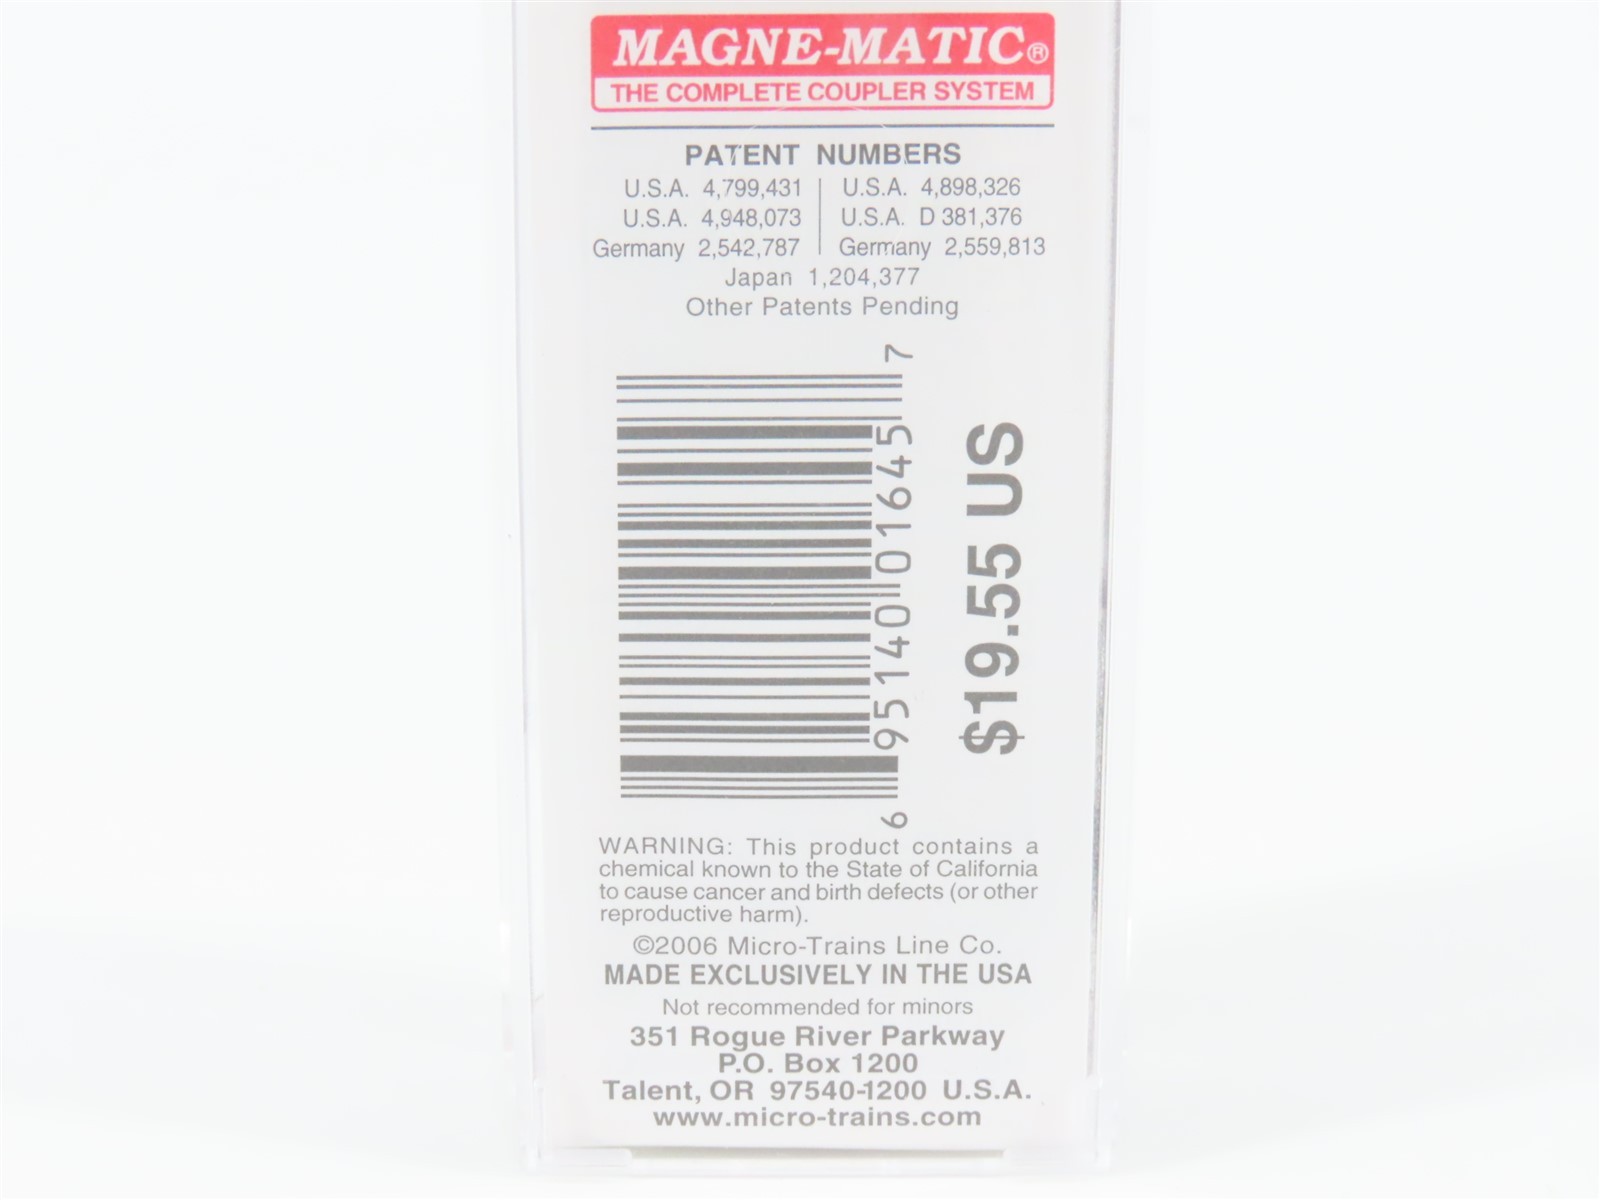 MAGNE-MATIC®
THE COMPLETE COUPLER SYSTEM
PATENT NUMBERS
U.S.A. 4,799,431 | U.S.A. 4,898,326
U.S.A. 4,948,073 | U.S.A. D 381,376
Germany 2,542,787 | Germany 2,559,813
Japan 1,204,377
Other Patents Pending
6 95140 01645 7
$19.55 US
WARNING: This product contains a
chemical known to the State of California
to cause cancer and birth defects (or other
reproductive harm).
©2006 Micro-Trains Line Co.
MADE EXCLUSIVELY IN THE USA
Not recommended for minors
351 Rogue River Parkway
P.O. Box 1200
Talent, OR 97540-1200 U.S.A.
www.micro-trains.com